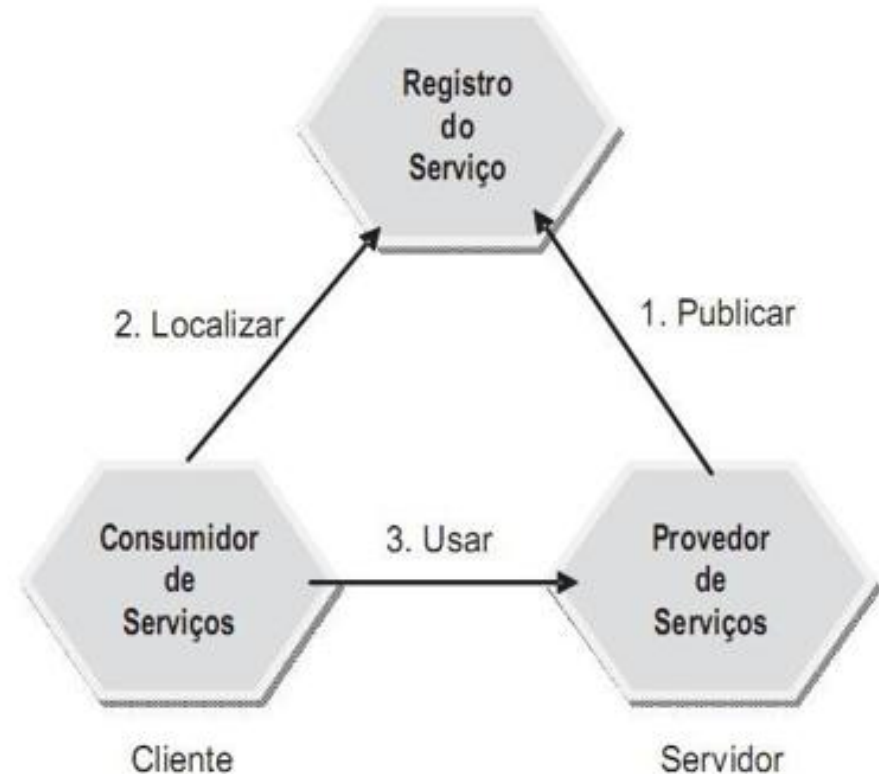 Registro
do
Serviço
2. Localizar
1. Publicar
Consumidor
de
Serviços
3. Usar
Provedor
de
Serviços
Cliente
Servidor